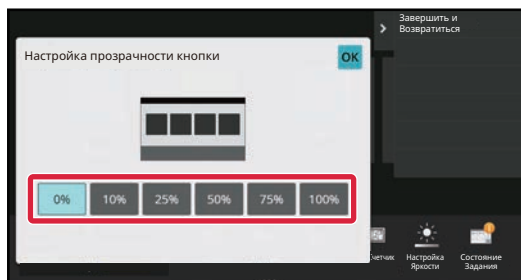 Завершить и
Возвратиться
Настройка прозрачности кнопки
OK
0% 10% 25% 50% 75% 100%
Счетчик
Настройка
Яркости
Состояние
Задания